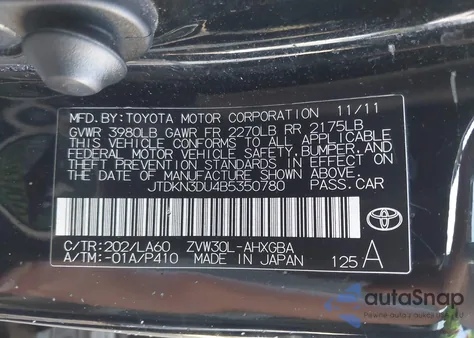 MFD. BY: TOYOTA MOTOR CORPORATION 11/11
GVWR 3980LB GAWR FR 2270LB RR 2175LB
THIS VEHICLE CONFORMS TO ALL APPLICABLE
FEDERAL MOTOR VEHICLE SAFETY, BUMPER, AND
THEFT PREVENTION STANDARDS IN EFFECT ON
THE DATE OF MANUFACTURE SHOWN ABOVE.
JTDKN3DU4B5350780 PASS. CAR
C/TR: 202/LA60 ZVW30L-AHXGBA
A/TM: -01A/P410 MADE IN JAPAN 125 A
autoSnap